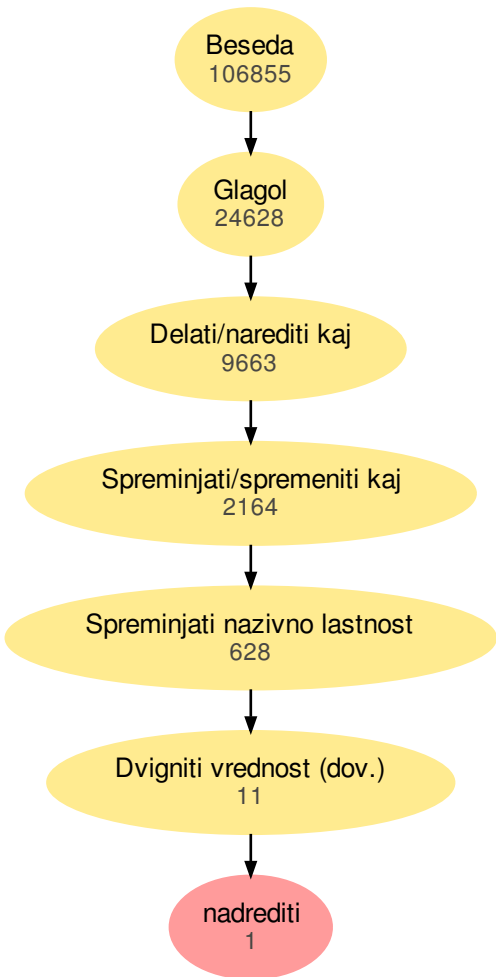 Beseda
106855
Glagol
24628
Delati/narediti kaj
9663
Spreminjati/spremeniti kaj
2164
Spreminjati nazivno lastnost
628
Dvigniti vrednost (dov.)
11
nadrediti
1